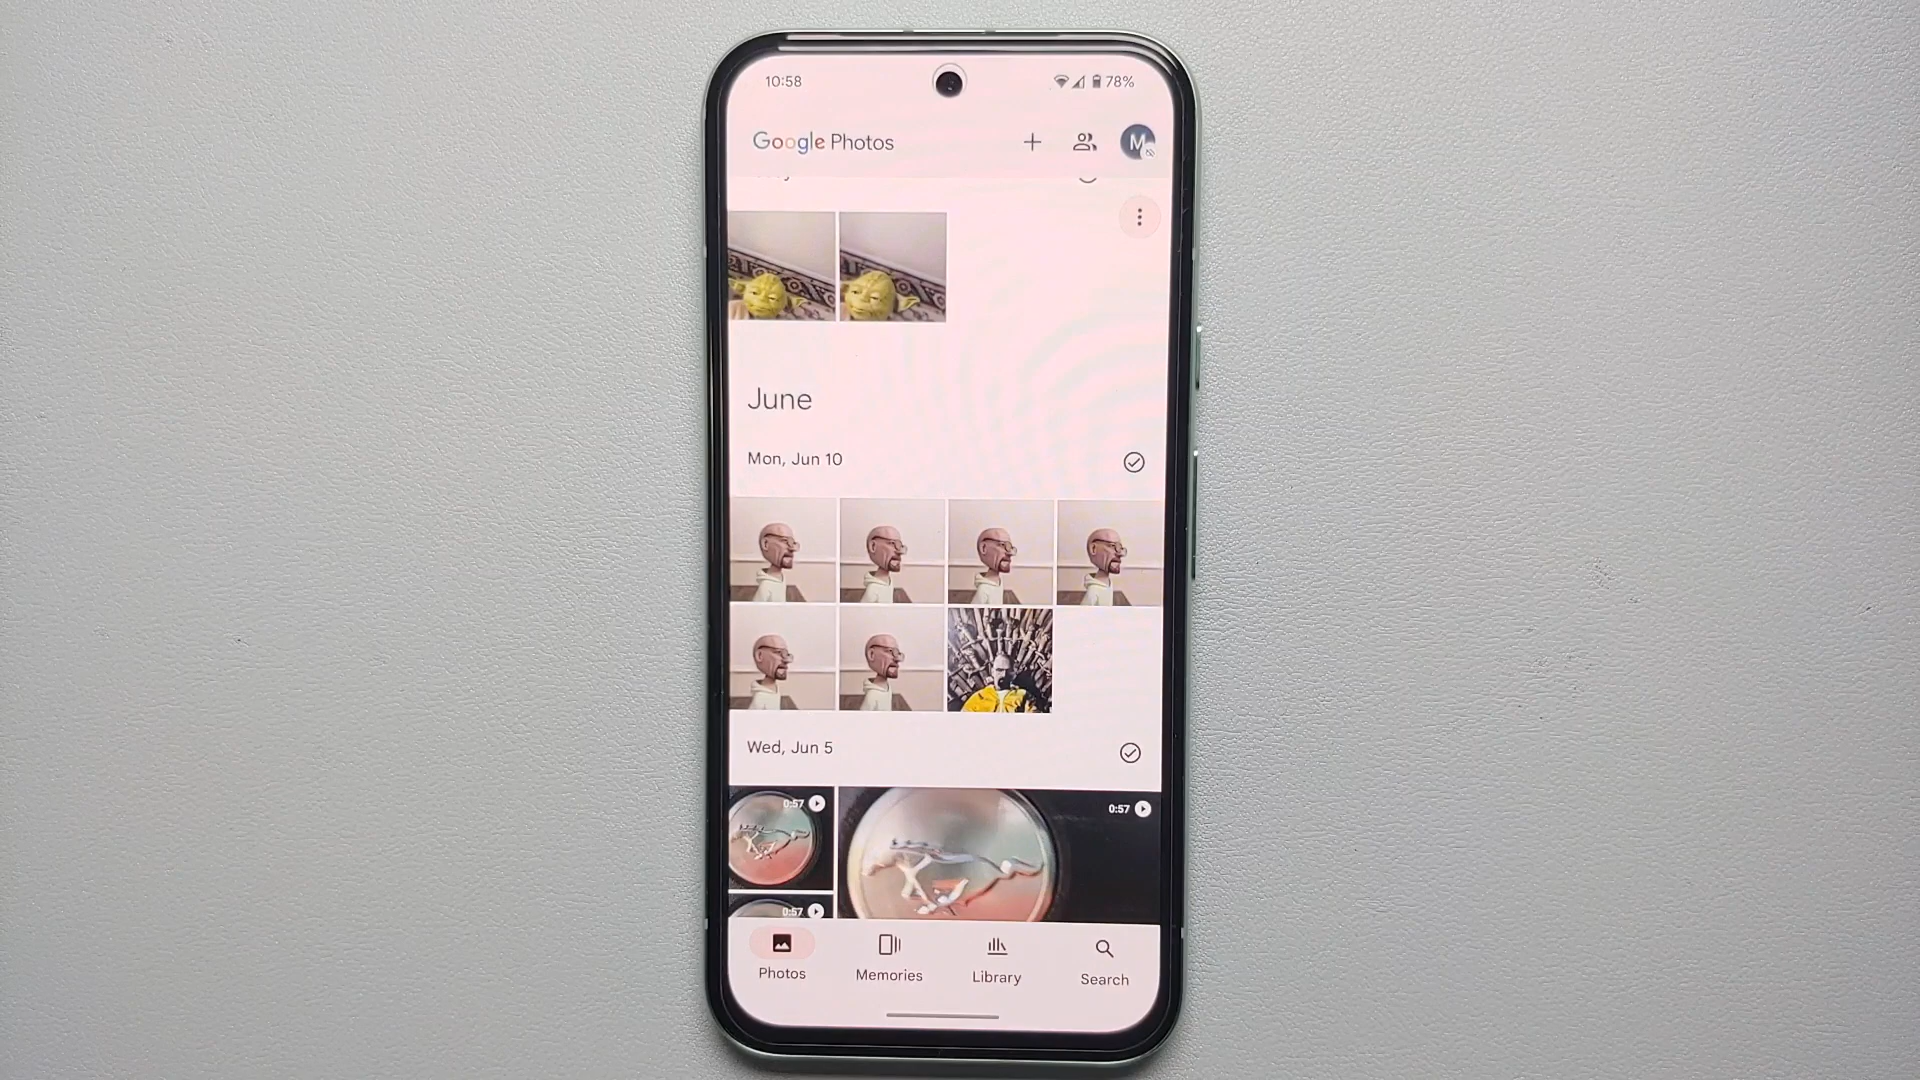 10:58
78%
Google Photos
M
June
Mon, Jun 10
Wed, Jun 5
0:57
0:57
0:57
Photos
Memories
Library
Search